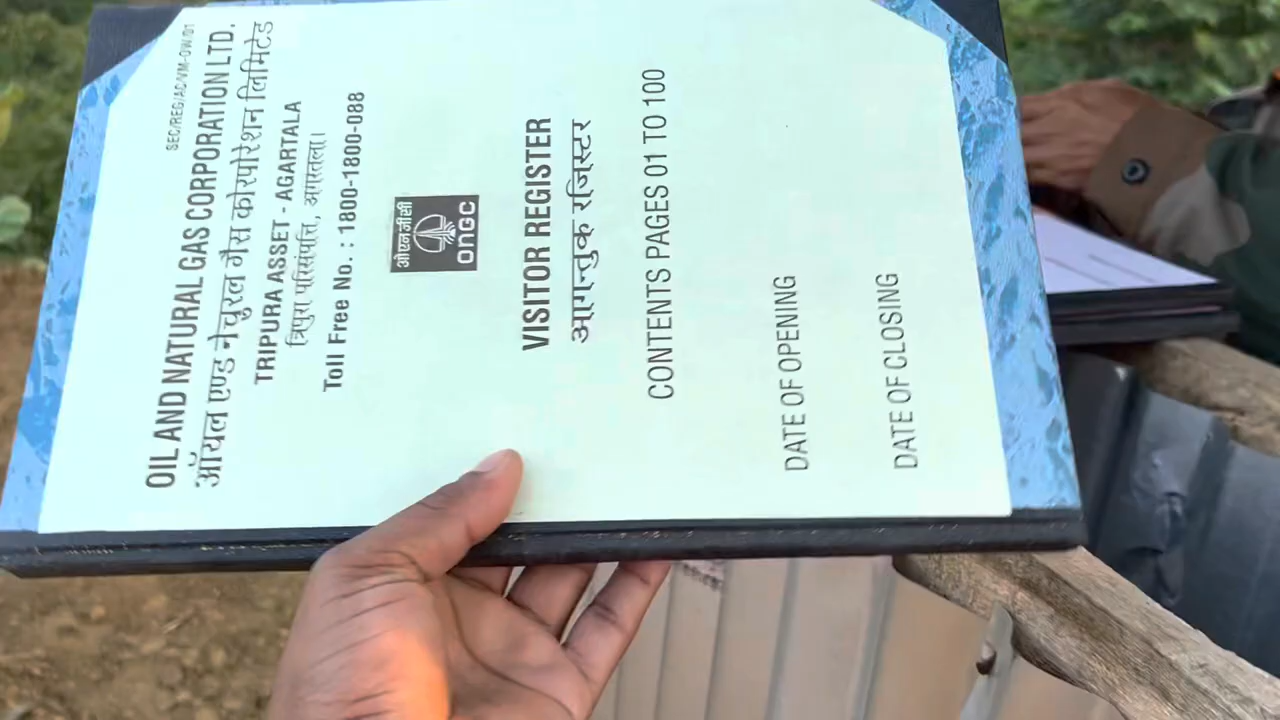 SEC/REG/AC/VM-OW/01
OIL AND NATURAL GAS CORPORATION LTD.
ऑयल एण्ड नेचुरल गैस कोरपोरेशन लिमिटेड
TRIPURA ASSET - AGARTALA
त्रिपुरा परिसंपत्ति, अगरतला।
Toll Free No. : 1800-1800-088
ओएनजीसी
ONGC
VISITOR REGISTER
आगन्तुक रजिस्टर
CONTENTS PAGES 01 TO 100
DATE OF OPENING
DATE OF CLOSING